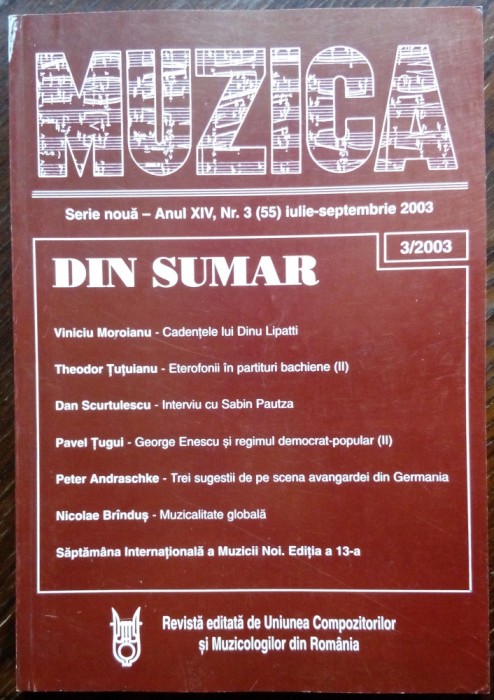 MUZICA
Serie nouă – Anul XIV, Nr. 3 (55) iulie-septembrie 2003
3/2003
DIN SUMAR
Viniciu Moroianu - Cadențele lui Dinu Lipatti
Theodor Țuțuianu - Eterofonii în partituri bachiene (II)
Dan Scurtulescu - Interviu cu Sabin Pautza
Pavel Țugui - George Enescu și regimul democrat-popular (II)
Peter Andraschke - Trei sugestii de pe scena avangardei din Germania
Nicolae Brînduș - Muzicalitate globală
Săptămâna Internațională a Muzicii Noi. Ediția a 13-a
Revistă editată de Uniunea Compozitorilor
și Muzicologilor din România